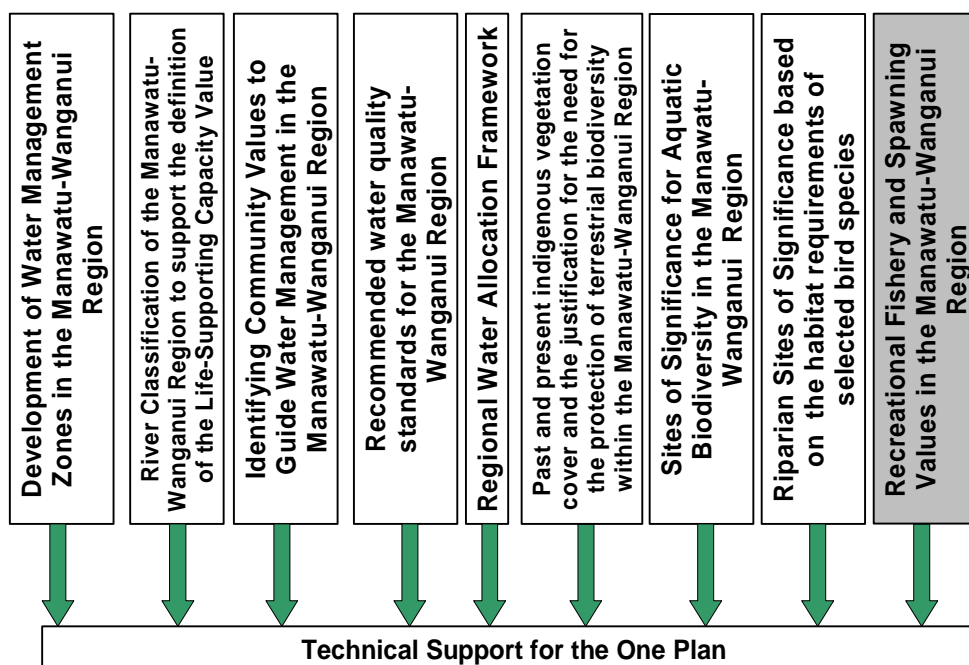 Development of Water Management
Zones in the Manawatu-Wanganui
Region
River Classification of the Manawatu-
Wanganui Region to support the definition
of the Life-Supporting Capacity Value
Identifying Community Values to
Guide Water Management in the
Manawatu-Wanganui Region
Recommended water quality
standards for the Manawatu-
Wanganui Region
Regional Water Allocation Framework
Past and present indigenous vegetation
cover and the justification for the need for
the protection of terrestrial biodiversity
within the Manawatu-Wanganui Region
Sites of Significance for Aquatic
Biodiversity in the Manawatu-
Wanganui Region
Riparian Sites of Significance based
on the habitat requirements of
selected bird species
Recreational Fishery and Spawning
Values in the Manawatu-Wanganui
Region
Technical Support for the One Plan